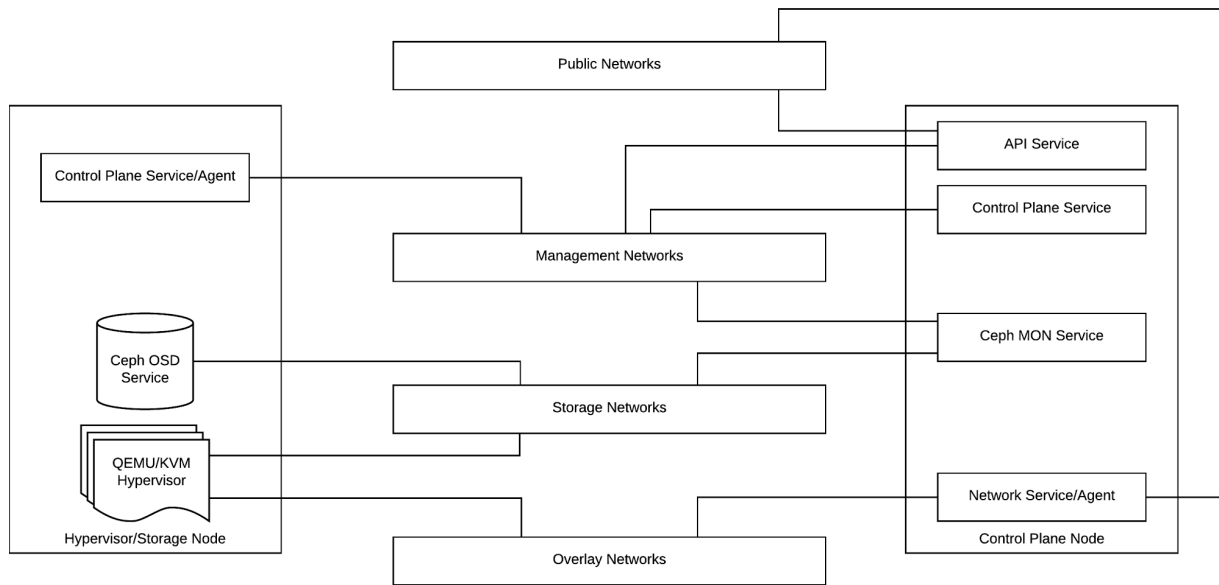 Public Networks
API Service
Control Plane Service/Agent
Control Plane Service
Management Networks
Ceph MON Service
Ceph OSD
Service
Storage Networks
QEMU/KVM
Hypervisor
Network Service/Agent
Hypervisor/Storage Node
Control Plane Node
Overlay Networks